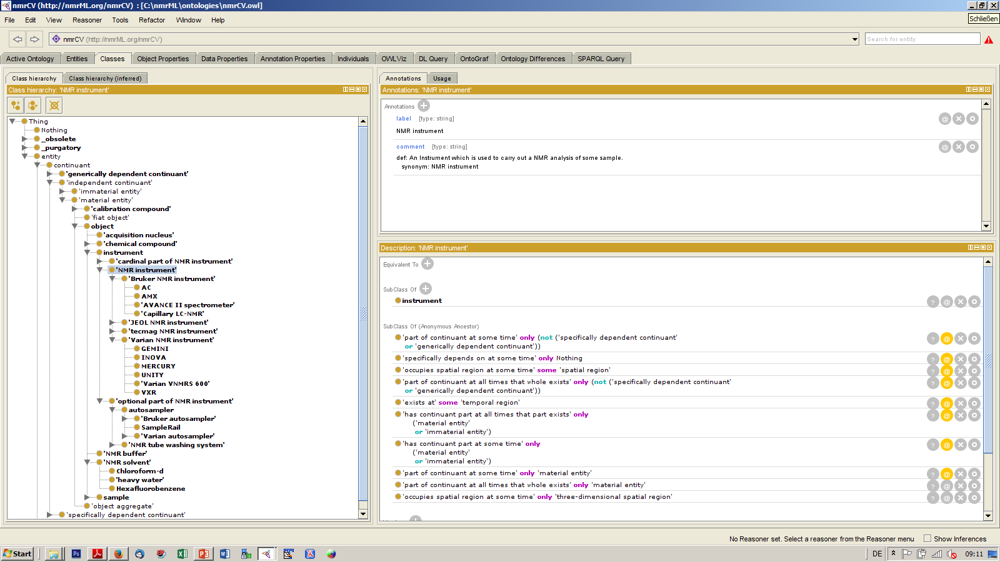 nmrCV (http://nmrML.org/nmrCV) : [C:\nmrML\ontologies\nmrCV.owl]
File Edit View Reasoner Tools Refactor Window Help
Schließen
nmrCV (http://nmrML.org/nmrCV)
Search for entity
Active Ontology Entities Classes Object Properties Data Properties Annotation Properties Individuals OWLViz DL Query OntoGraf Ontology Differences SPARQL Query
Class hierarchy Class hierarchy (inferred)
Class hierarchy: 'NMR instrument'
Thing
Nothing
_obsolete
_purgatory
entity
continuant
'generically dependent continuant'
'independent continuant'
'immaterial entity'
'material entity'
'calibration compound'
'fiat object'
object
'acquisition nucleus'
'chemical compound'
instrument
'cardinal part of NMR instrument'
'NMR instrument'
'Bruker NMR instrument'
AC
AMX
'AVANCE II spectrometer'
'Capillary LC-NMR'
'JEOL NMR instrument'
'tecmag NMR instrument'
'Varian NMR instrument'
GEMINI
INOVA
MERCURY
UNITY
'Varian VNMRS 600'
VXR
'optional part of NMR instrument'
autosampler
'Bruker autosampler'
SampleRail
'Varian autosampler'
'NMR tube washing system'
'NMR buffer'
'NMR solvent'
Chloroform-d
'heavy water'
Hexafluorobenzene
sample
'object aggregate'
'specifically dependent continuant'
Annotations Usage
Annotations: 'NMR instrument'
Annotations
label [type: string]
NMR instrument
comment [type: string]
def: An Instrument which is used to carry out a NMR analysis of some sample.
synonym: NMR instrument
Description: 'NMR instrument'
Equivalent To
SubClass Of
instrument
SubClass Of (Anonymous Ancestor)
'part of continuant at some time' only (not ('specifically dependent continuant'
or 'generically dependent continuant'))
'specifically depends on at some time' only Nothing
'occupies spatial region at some time' some 'spatial region'
'part of continuant at all times that whole exists' only (not ('specifically dependent continuant'
or 'generically dependent continuant'))
'exists at' some 'temporal region'
'has continuant part at all times that part exists' only
('material entity'
or 'immaterial entity')
'has continuant part at some time' only
('material entity'
or 'immaterial entity')
'part of continuant at some time' only 'material entity'
'part of continuant at all times that whole exists' only 'material entity'
'occupies spatial region at some time' only 'three-dimensional spatial region'
No Reasoner set. Select a reasoner from the Reasoner menu Show Inferences
Start DE 09:11